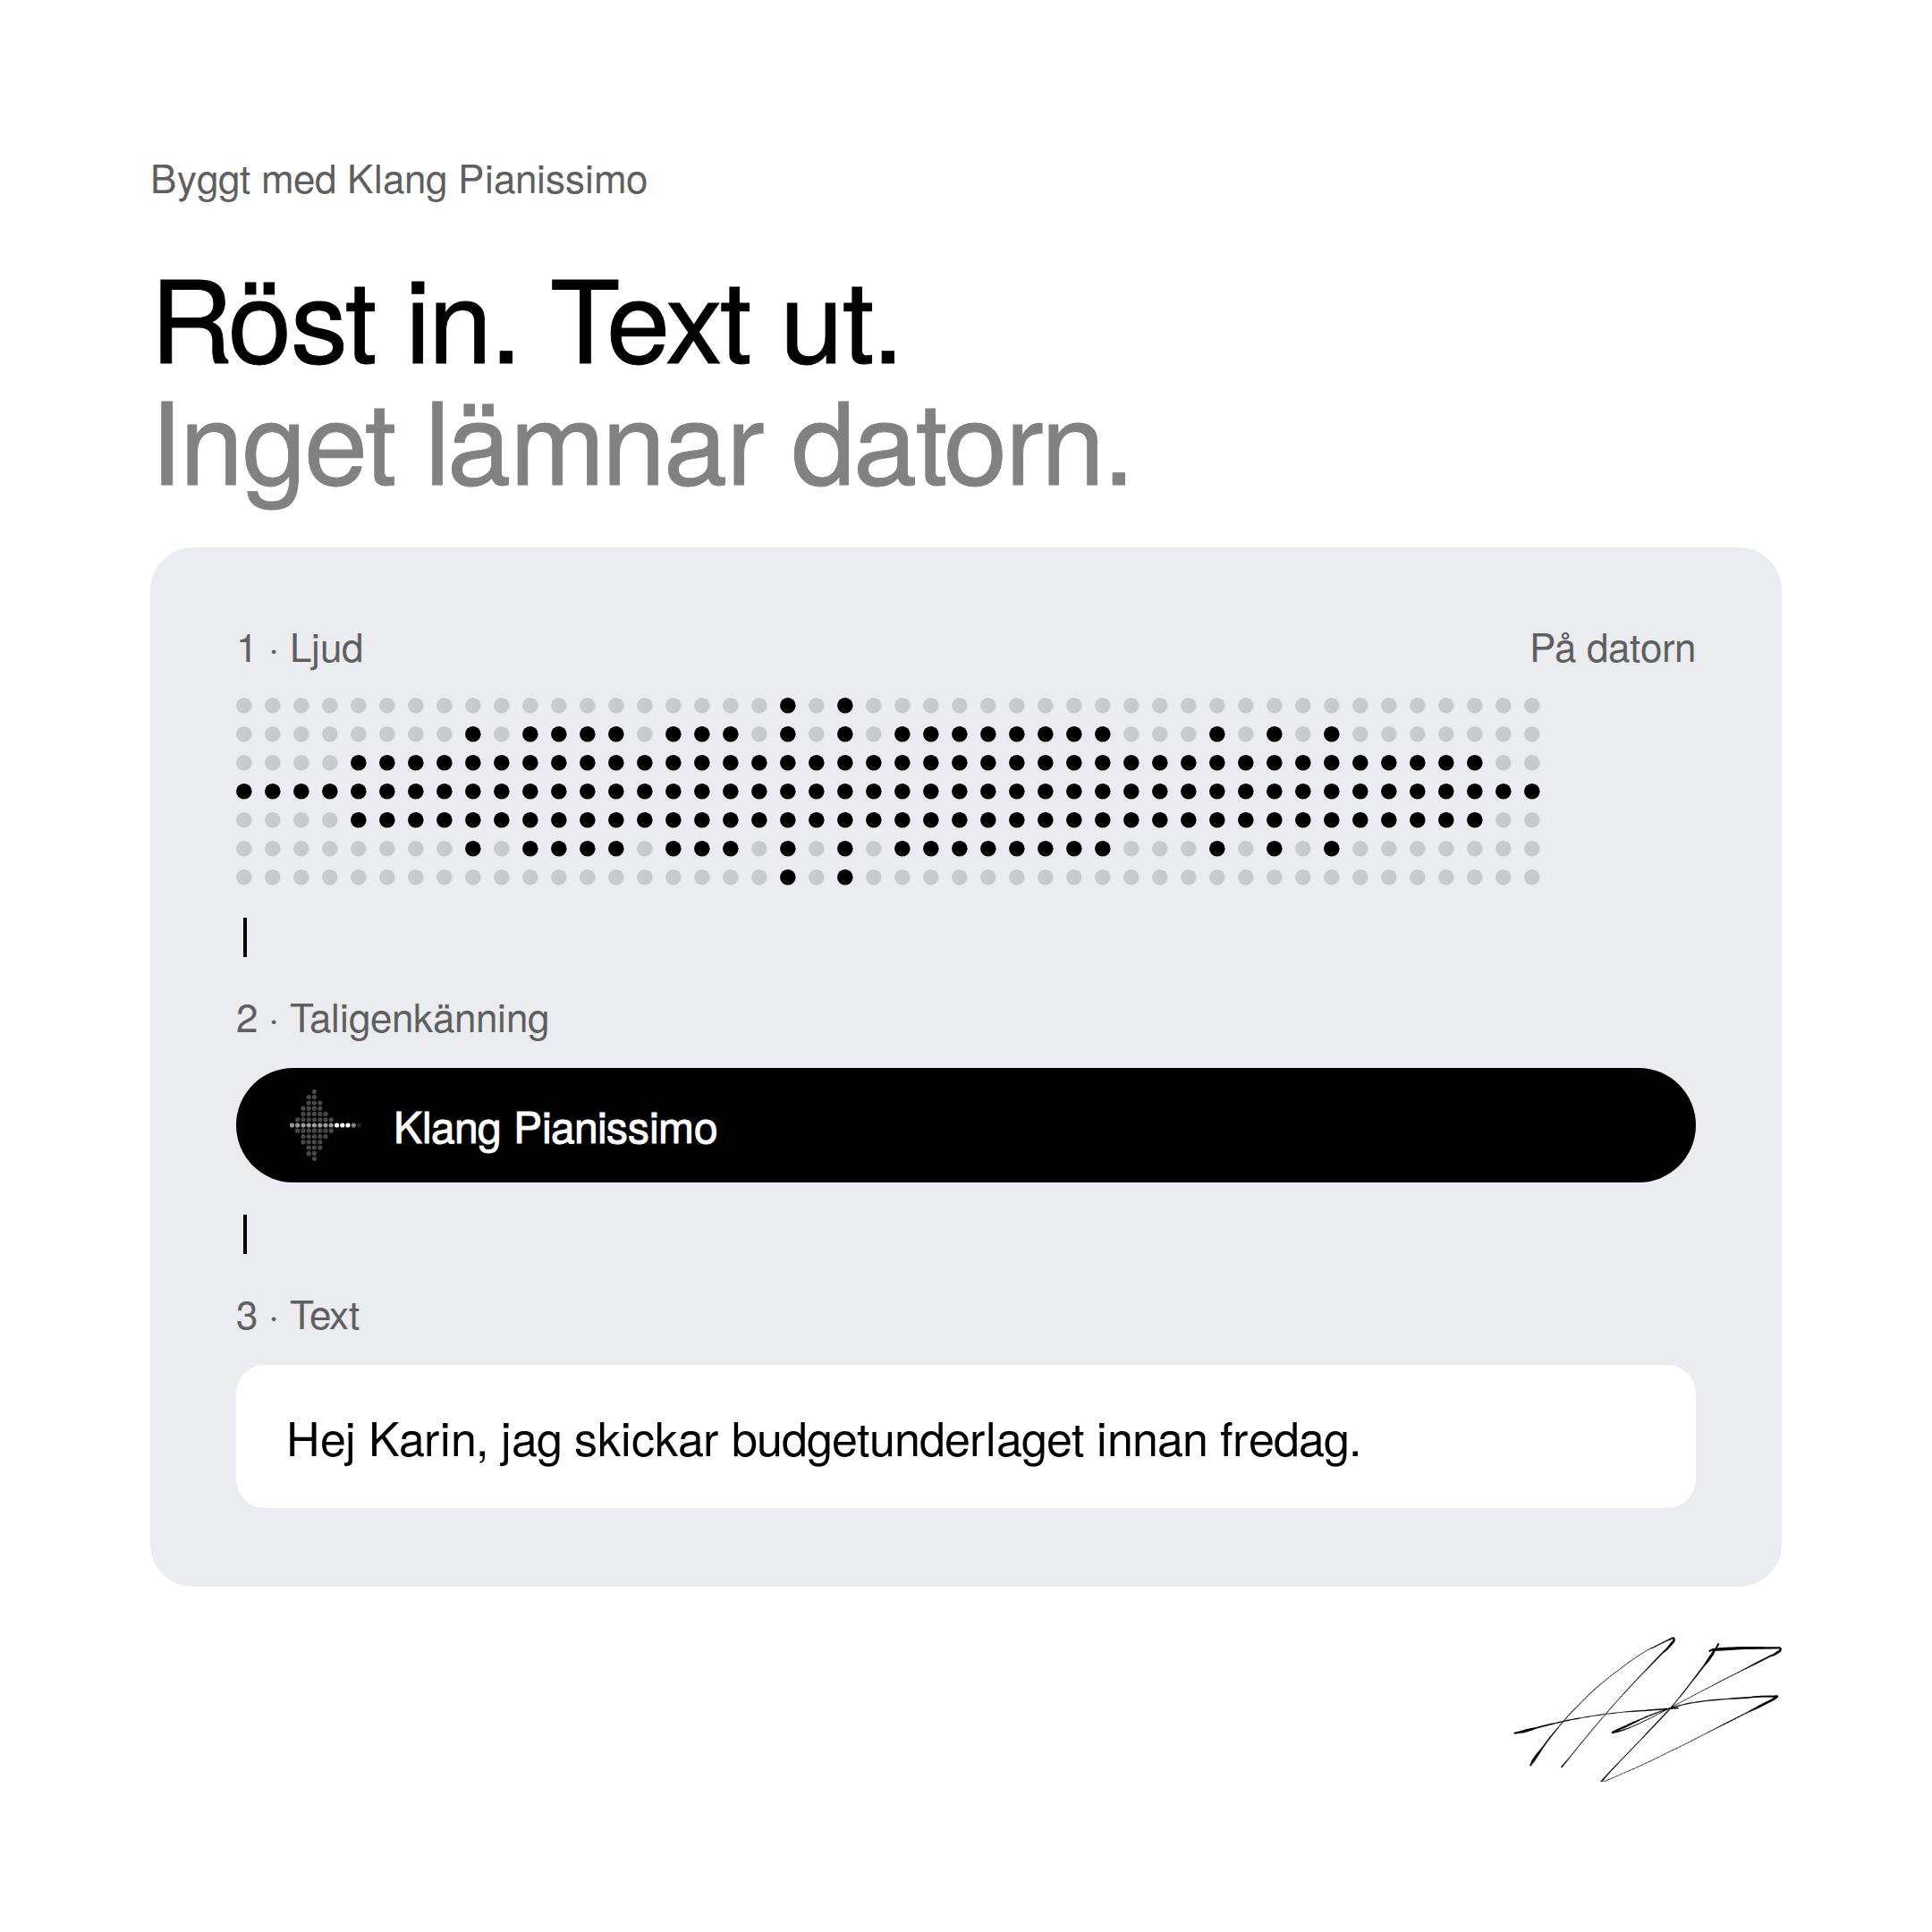 Byggt med Klang Pianissimo
Röst in. Text ut.
Inget lämnar datorn.
1 · Ljud
På datorn
2 · Taligenkänning
Klang Pianissimo
3 · Text
Hej Karin, jag skickar budgetunderlaget innan fredag.